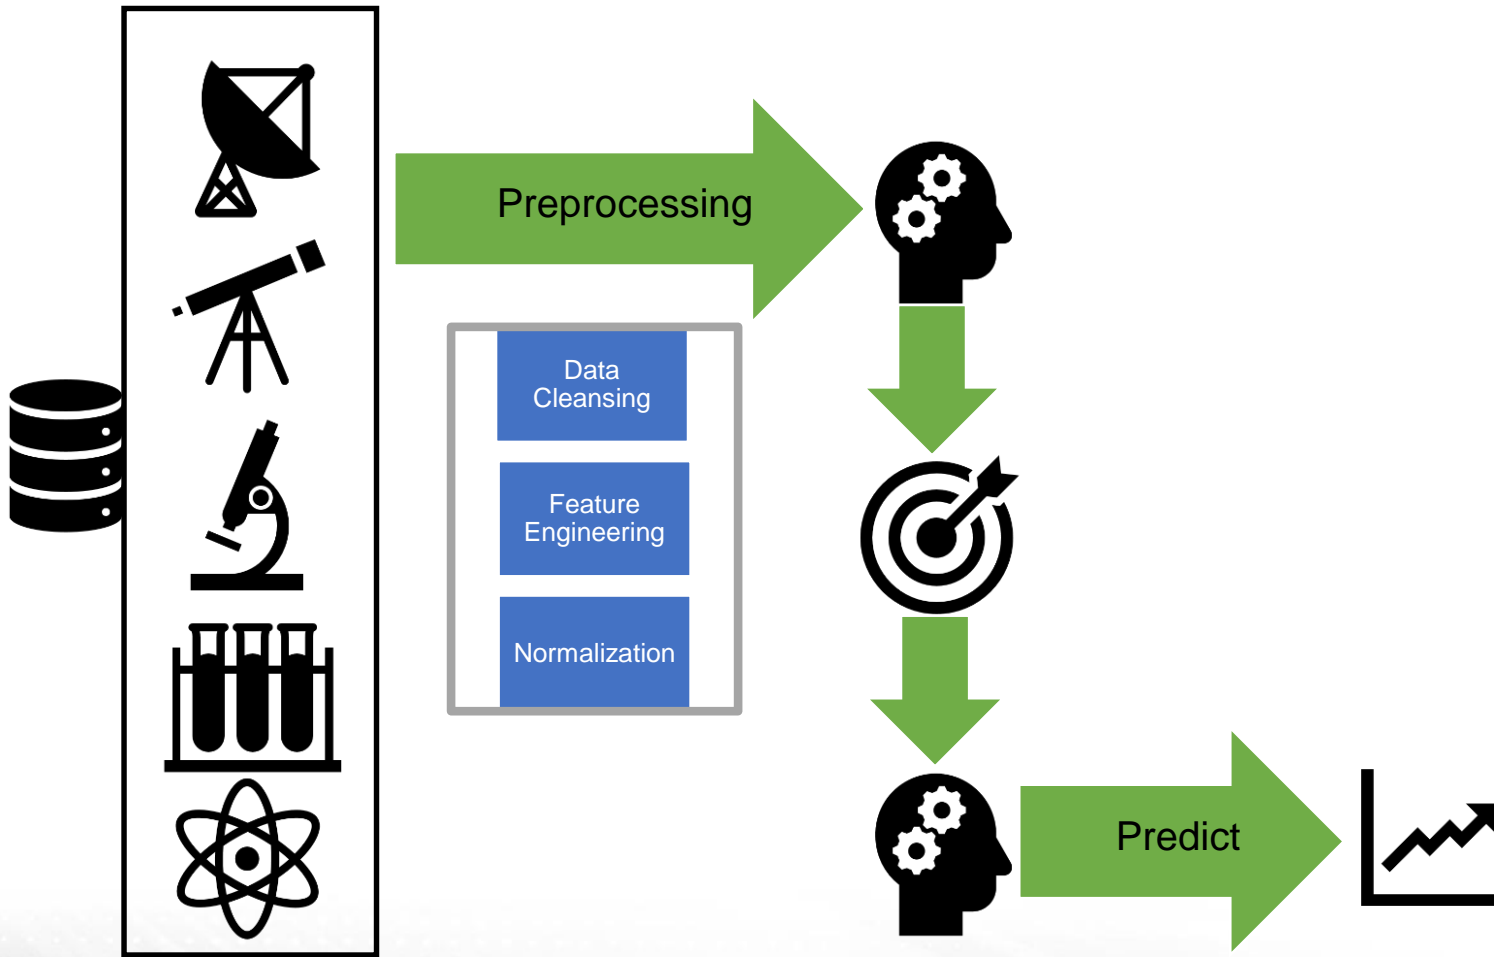 Preprocessing
Data
Cleansing
Feature
Engineering
Normalization
Predict